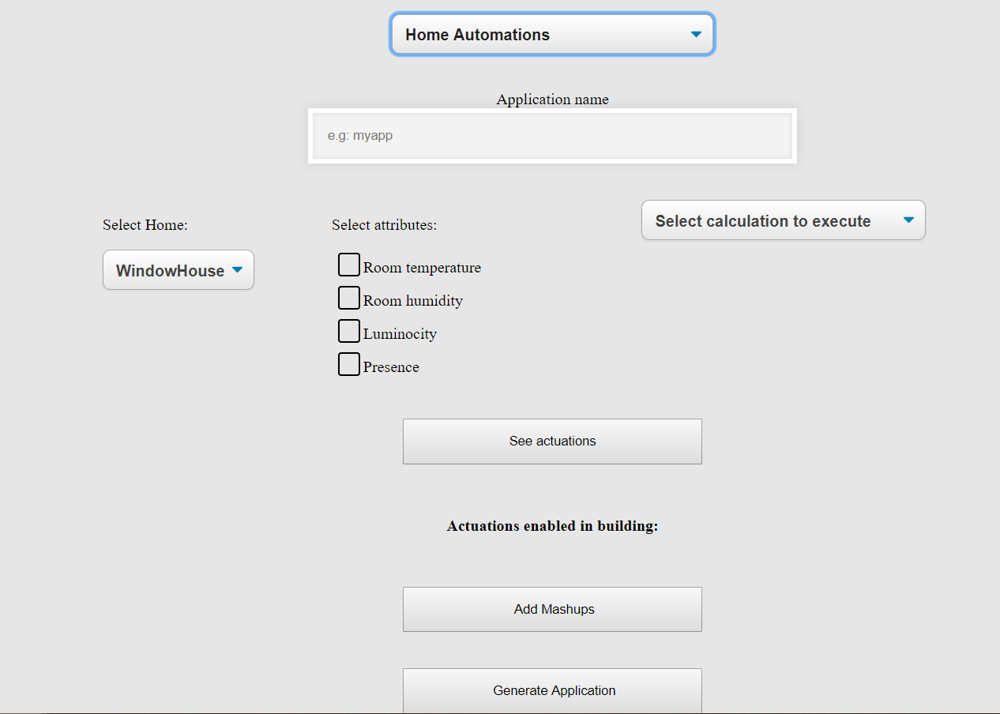 Home Automations
Application name
e.g: myapp
Select Home:
Select attributes:
Select calculation to execute
WindowHouse
Room temperature
Room humidity
Luminocity
Presence
See actuations
Actuations enabled in building:
Add Mashups
Generate Application